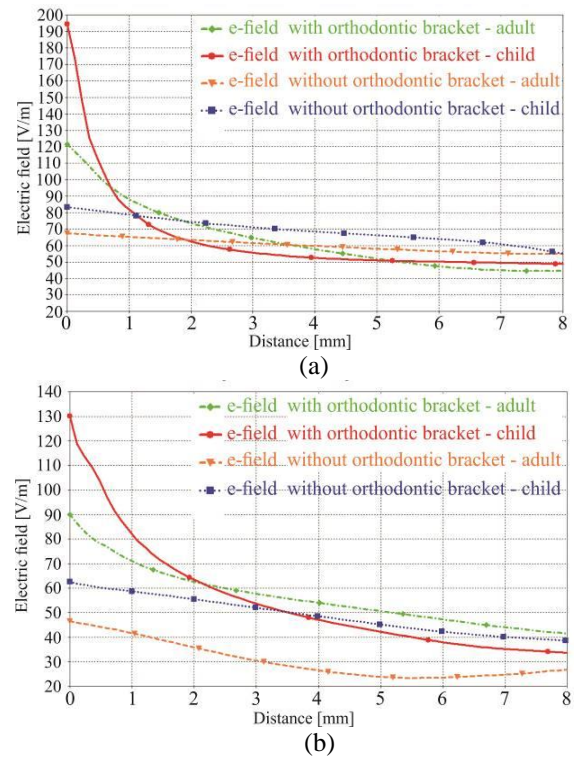 200
190
180
170
160
150
140
130
120
110
100
90
80
70
60
50
40
30
20
Electric field [V/m]
e-field with orthodontic bracket - adult
e-field with orthodontic bracket - child
e-field without orthodontic bracket - adult
e-field without orthodontic bracket - child
0 1 2 3 4 5 6 7 8
Distance [mm]
(a)
140
130
120
110
100
90
80
70
60
50
40
30
20
Electric field [V/m]
e-field with orthodontic bracket - adult
e-field with orthodontic bracket - child
e-field without orthodontic bracket - adult
e-field without orthodontic bracket - child
0 1 2 3 4 5 6 7 8
Distance [mm]
(b)